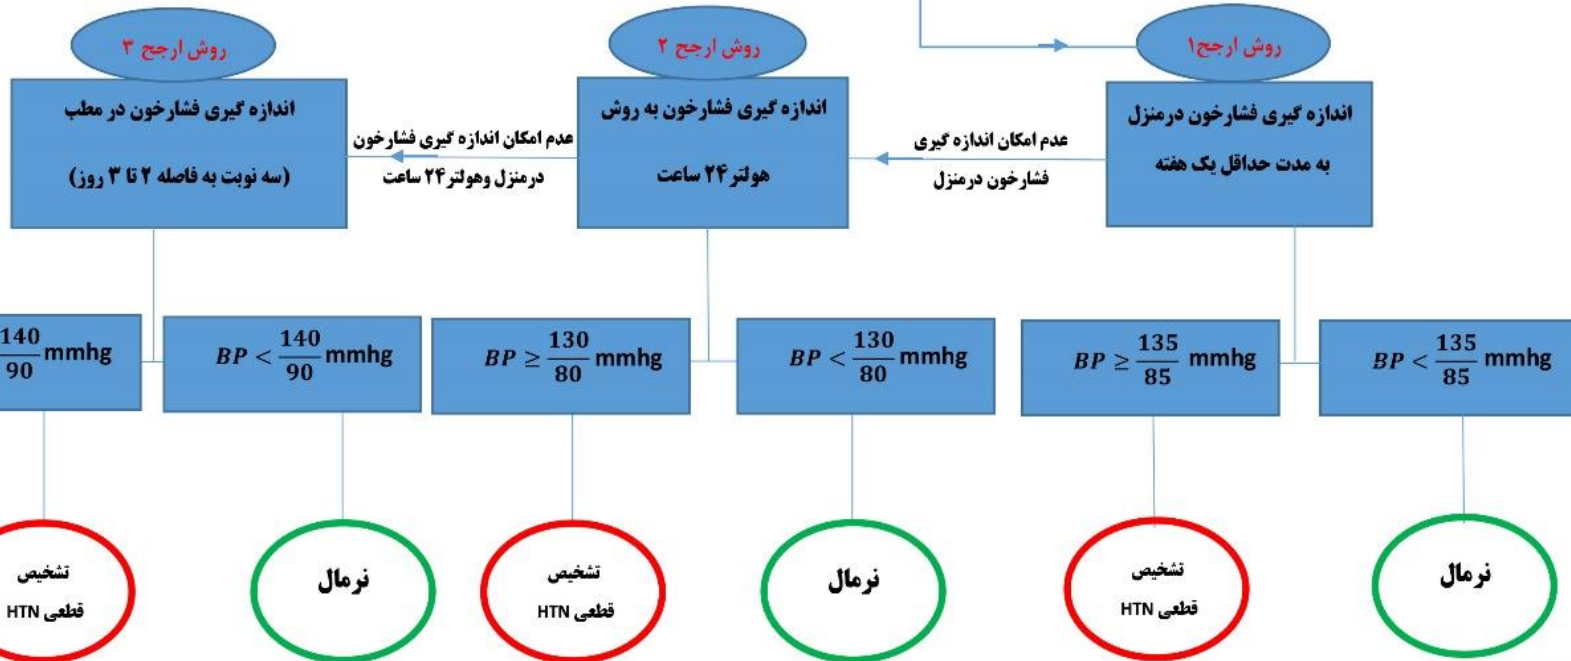 روش ارجح۱
اندازه گیری فشارخون درمنزل
به مدت حداقل یک هفته
عدم امکان اندازه گیری
فشارخون درمنزل
روش ارجح ۲
اندازه گیری فشارخون به روش
هولتر۲۴ ساعت
عدم امکان اندازه گیری فشارخون
درمنزل وهولتر۲۴ ساعت
روش ارجح ۳
اندازه گیری فشارخون در مطب
(سه نوبت به فاصله ۲ تا ۳ روز)
BP < 135/85 mmhg
BP ≥ 135/85 mmhg
BP < 130/80 mmhg
BP ≥ 130/80 mmhg
BP < 140/90 mmhg
140/90 mmhg
نرمال
تشخیص
قطعی HTN
نرمال
تشخیص
قطعی HTN
نرمال
تشخیص
قطعی HTN